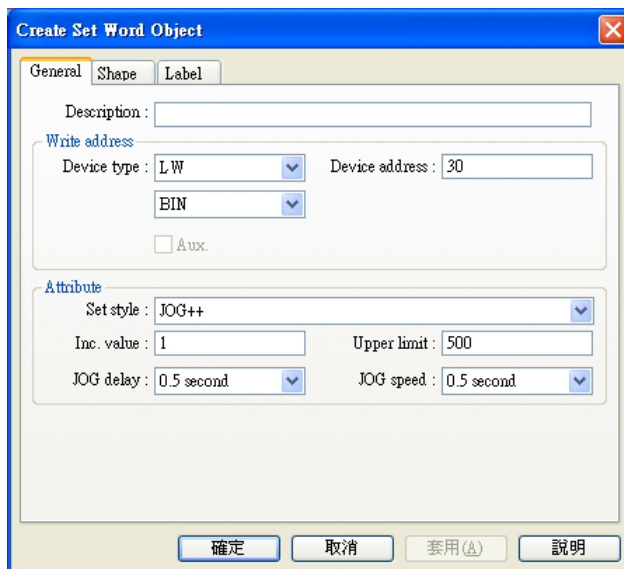 Create Set Word Object
General Shape Label
Description :
Write address
Device type : LW Device address : 30
BIN
Aux.
Attribute
Set style : JOG++
Inc. value : 1 Upper limit : 500
JOG delay : 0.5 second JOG speed : 0.5 second
確定 取消 套用(A) 說明